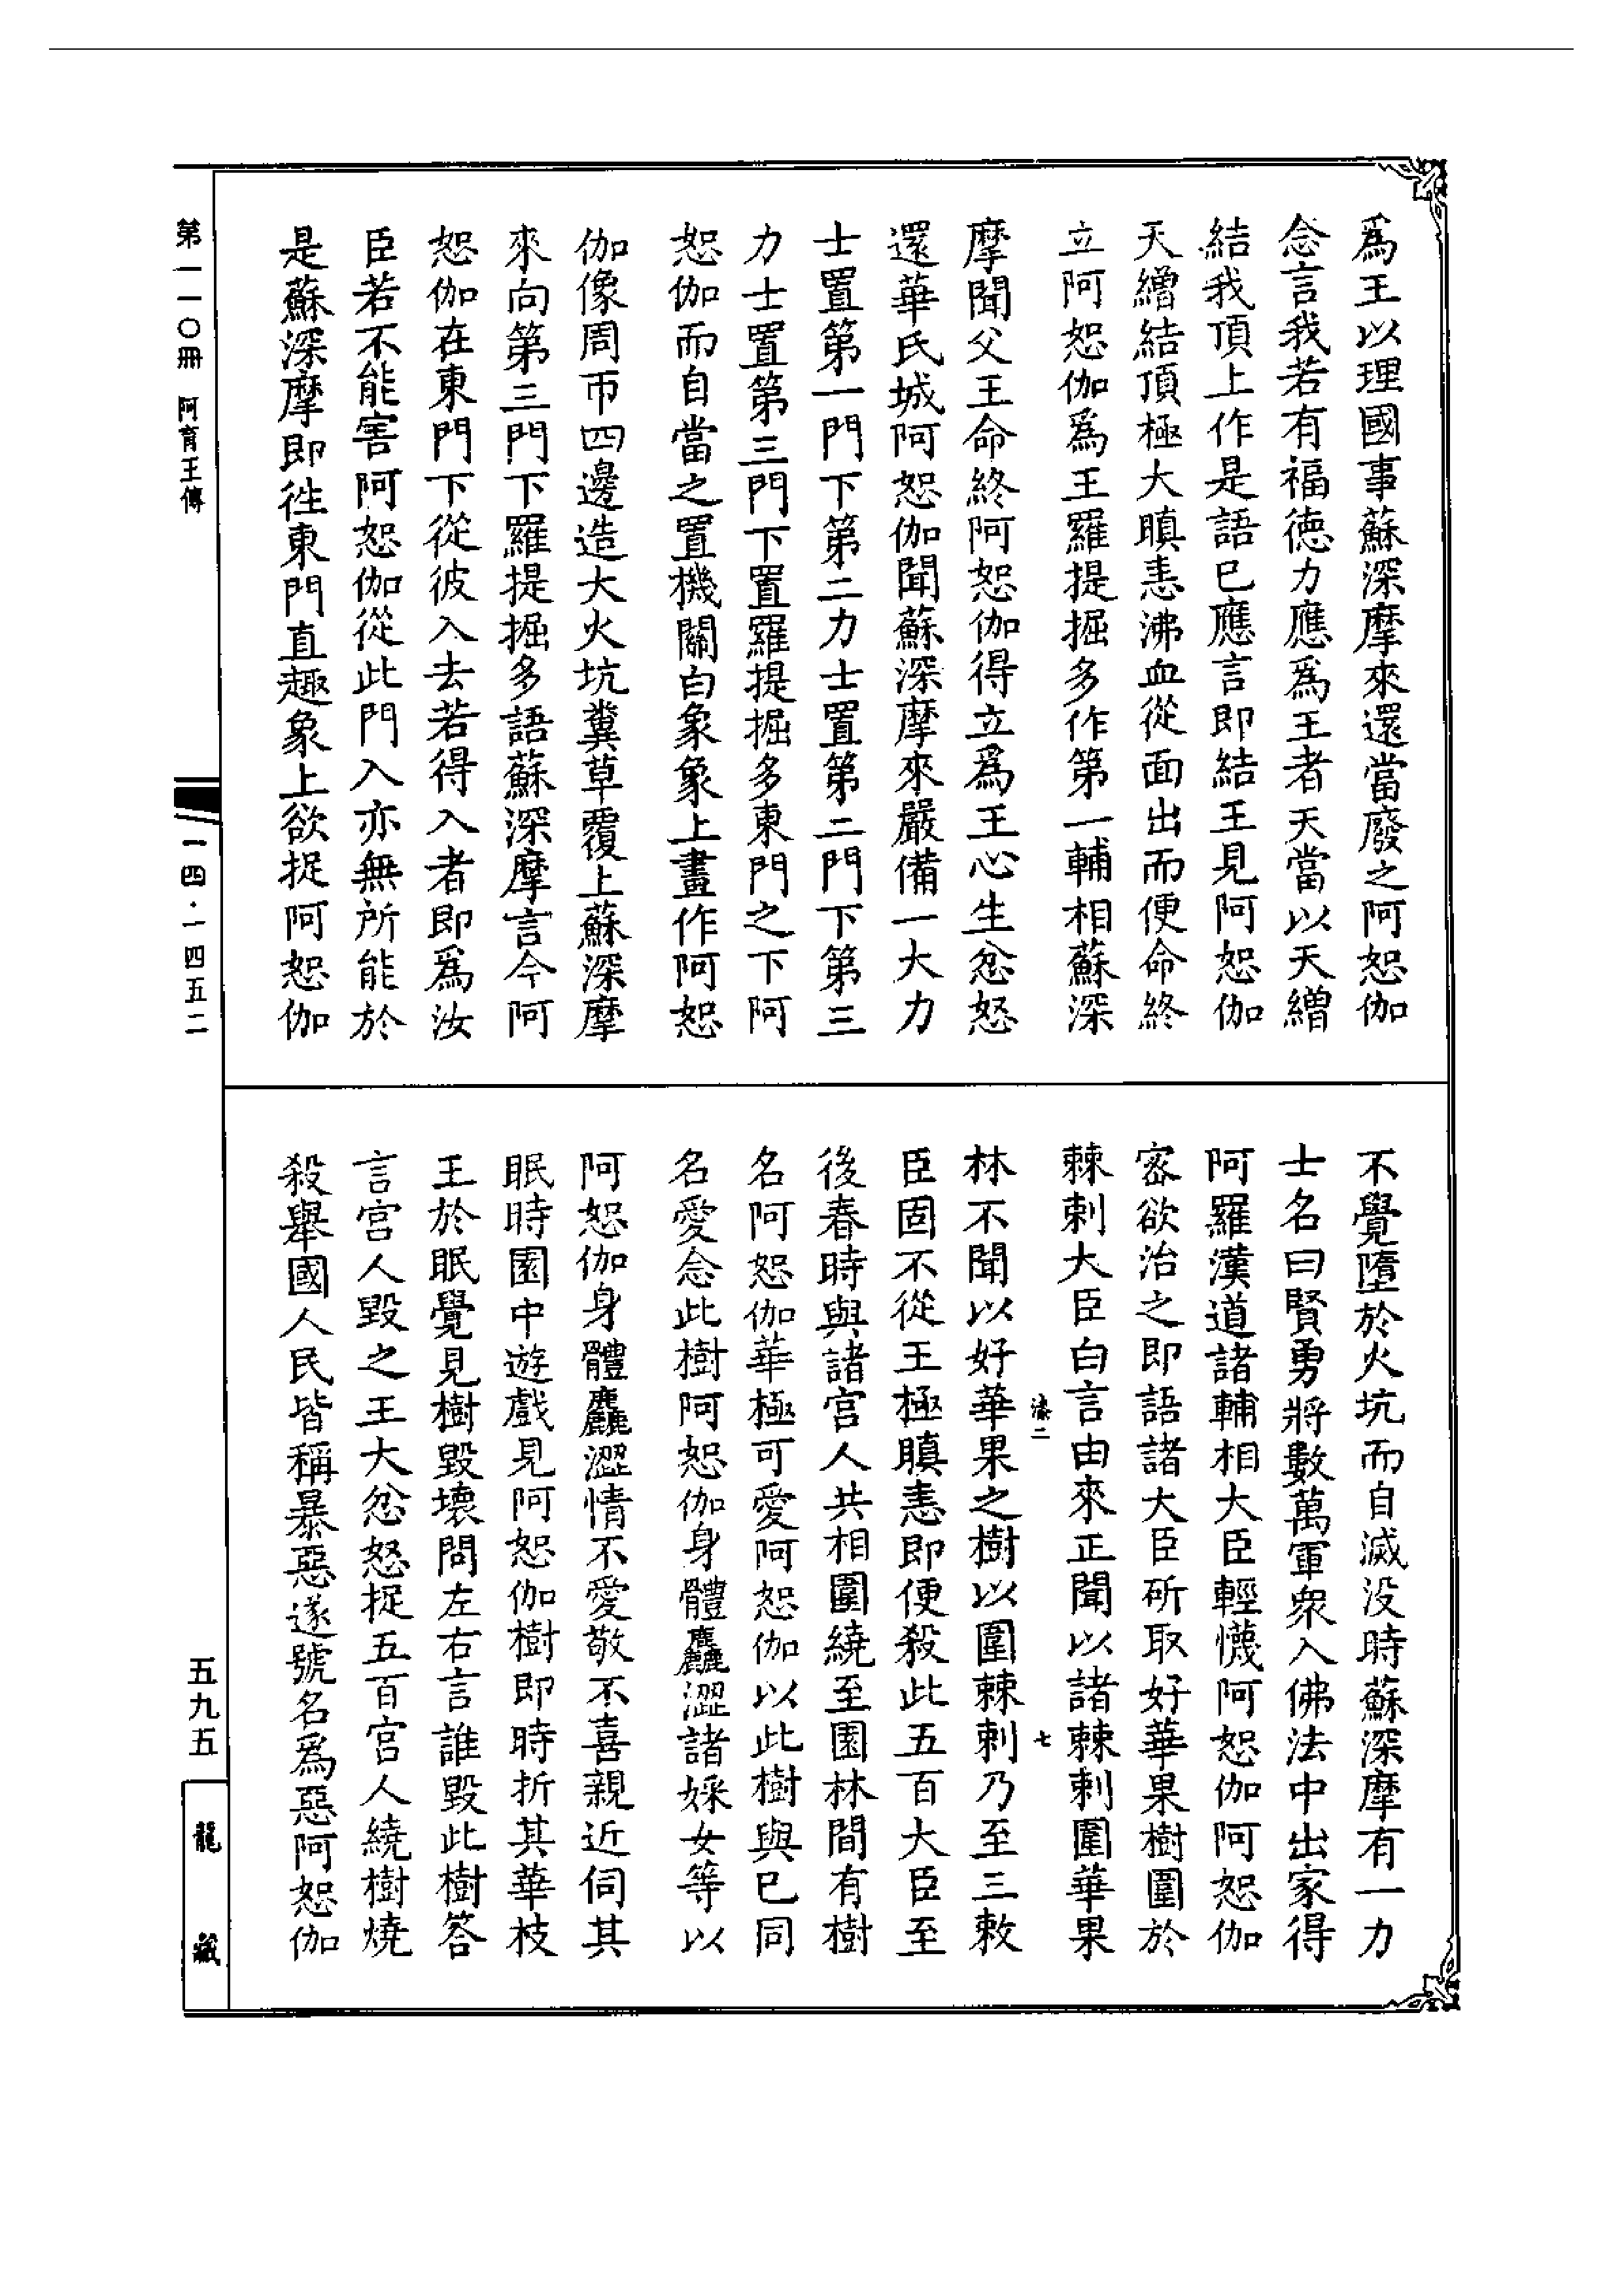 爲王以理國事蘇深摩來還當廢之阿恕伽
念言我若有福德力應爲王者天當以天繒
結我頂上作是語已應言即結王見阿恕伽
天繒結頂極大瞋恚沸血從面出而便命終
立阿恕伽爲王羅提掘多作第一輔相蘇深
摩聞父王命終阿恕伽得立爲王心生忿怒
還華氏城阿恕伽聞蘇深摩來嚴備一大力
士置第一門下第二力士置第二門下第三
力士置第三門下置羅提掘多東門之下阿
恕伽而自當之置機關白象象上畫作阿恕
伽像周帀四邊造大火坑糞草覆上蘇深摩
來向第三門下羅提掘多語蘇深摩言今阿
恕伽在東門下從彼入去若得入者即爲汝
臣若不能害阿恕伽從此門入亦無所能於
是蘇深摩即徃東門直趣象上欲捉阿恕伽
不覺墮於火坑而自滅没時蘇深摩有一力
士名曰賢勇將數萬軍衆入佛法中出家得
阿羅漢道諸輔相大臣輕懱阿恕伽阿恕伽
宻欲治之即語諸大臣斫取好華果樹圍於
棘刺大臣白言由來正聞以諸棘刺圍華果
林不聞以好華果之樹以圍棘刺乃至三敕
臣固不從王極瞋恚即便殺此五百大臣至
後春時與諸宮人共相圍繞至園林間有樹
名阿恕伽華極可愛阿恕伽以此樹與已同
名愛念此樹阿恕伽身體麤澀諸婇女等以
阿恕伽身體麤澀情不愛敬不喜親近伺其
眠時園中遊戲見阿恕伽樹即時折其華枝
王於眠覺見樹毀壞問左右言誰毀此樹答
言宮人毀之王大忿怒捉五百宮人繞樹燒
殺舉國人民皆稱暴惡遂號名爲惡阿恕伽
漆二
七
第一一〇冊 阿育王傳
一四·一四五二
五九五
龍藏